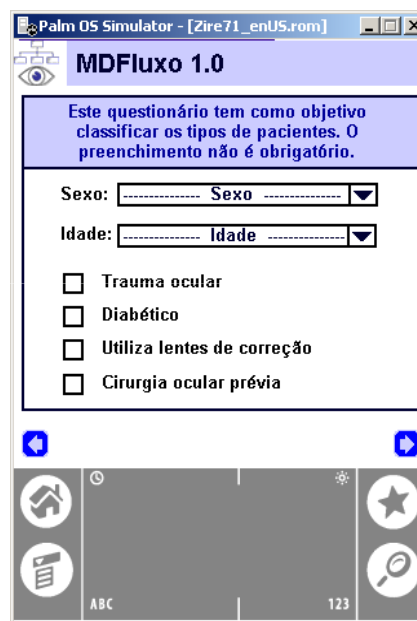 Palm OS Simulator - [Zire71_enUS.rom]
MDFluxo 1.0
Este questionário tem como objetivo
classificar os tipos de pacientes. O
preenchimento não é obrigatório.
Sexo: --------------- Sexo ---------------
Idade: --------------- Idade ---------------
Trauma ocular
Diabético
Utiliza lentes de correção
Cirurgia ocular prévia
ABC 123